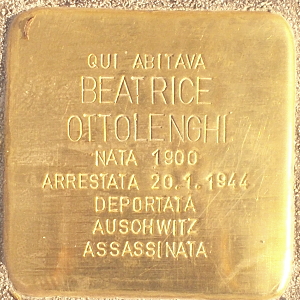 QUI ABITAVA
BEATRICE
OTTOLENGHI
NATA 1900
ARRESTATA 20.1.1944
DEPORTATA
AUSCHWITZ
ASSASSINATA